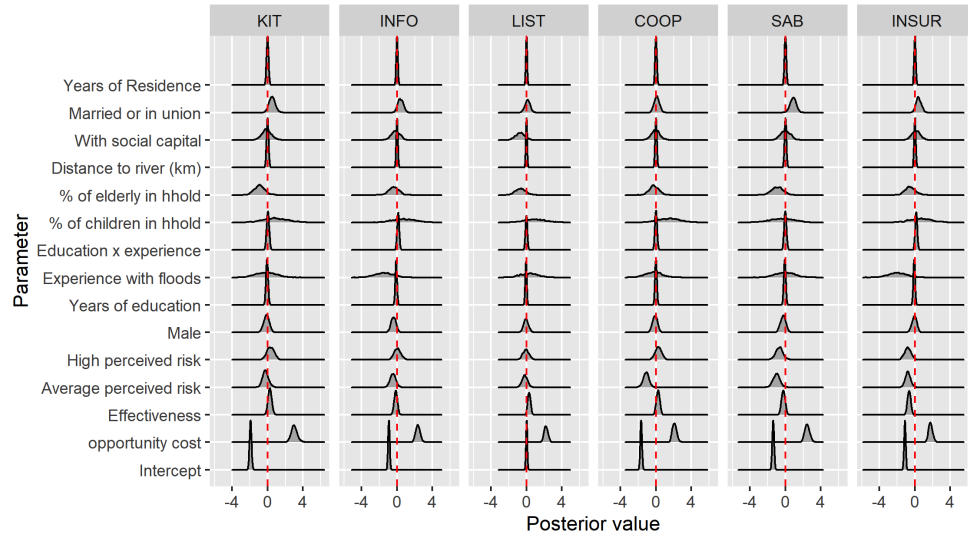 KIT INFO LIST COOP SAB INSUR
Parameter
Years of Residence
Married or in union
With social capital
Distance to river (km)
% of elderly in hhold
% of children in hhold
Education x experience
Experience with floods
Years of education
Male
High perceived risk
Average perceived risk
Effectiveness
opportunity cost
Intercept
-4 0 4 -4 0 4 -4 0 4 -4 0 4 -4 0 4 -4 0 4
Posterior value